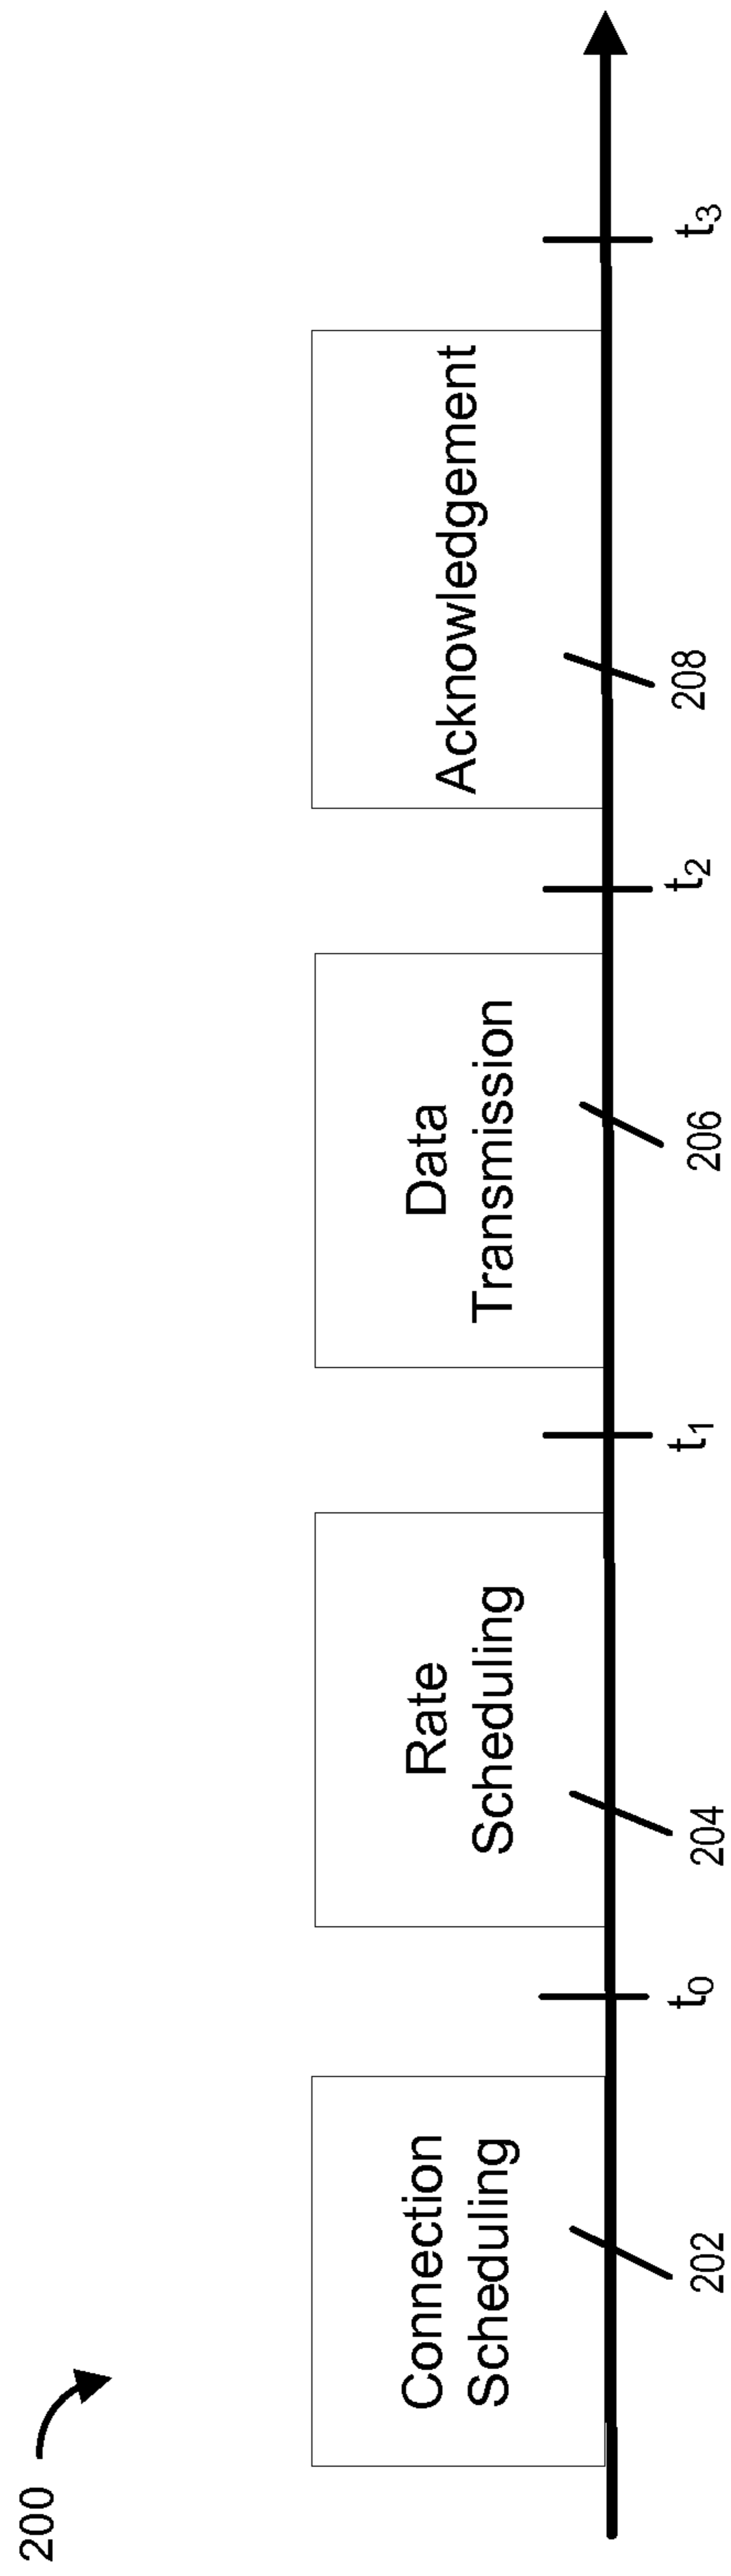 200
Connection
Scheduling
Rate
Scheduling
Data
Transmission
Acknowledgement
202
t0
204
t1
206
t2
208
t3